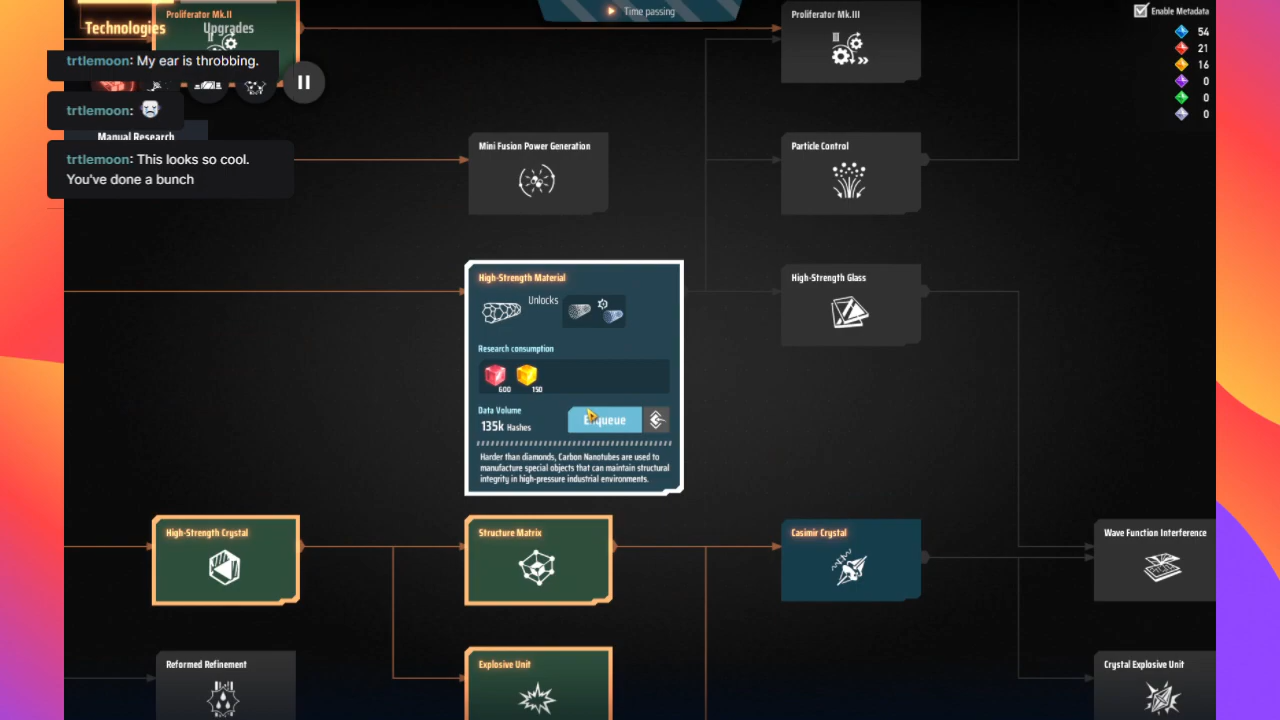 Proliferator Mk.II
Technologies
Upgrades
Time passing
Proliferator Mk.III
Enable Metadata
54
21
16
0
0
0
trtlemoon: My ear is throbbing.
trtlemoon:
Manual Research
trtlemoon: This looks so cool.
You've done a bunch
Mini Fusion Power Generation
Particle Control
High-Strength Material
Unlocks
Research consumption
600
150
Data Volume
135k Hashes
Enqueue
Harder than diamonds, Carbon Nanotubes are used to
manufacture special objects that can maintain structural
integrity in high-pressure industrial environments.
High-Strength Glass
High-Strength Crystal
Structure Matrix
Casimir Crystal
Wave Function Interference
Reformed Refinement
Explosive Unit
Crystal Explosive Unit